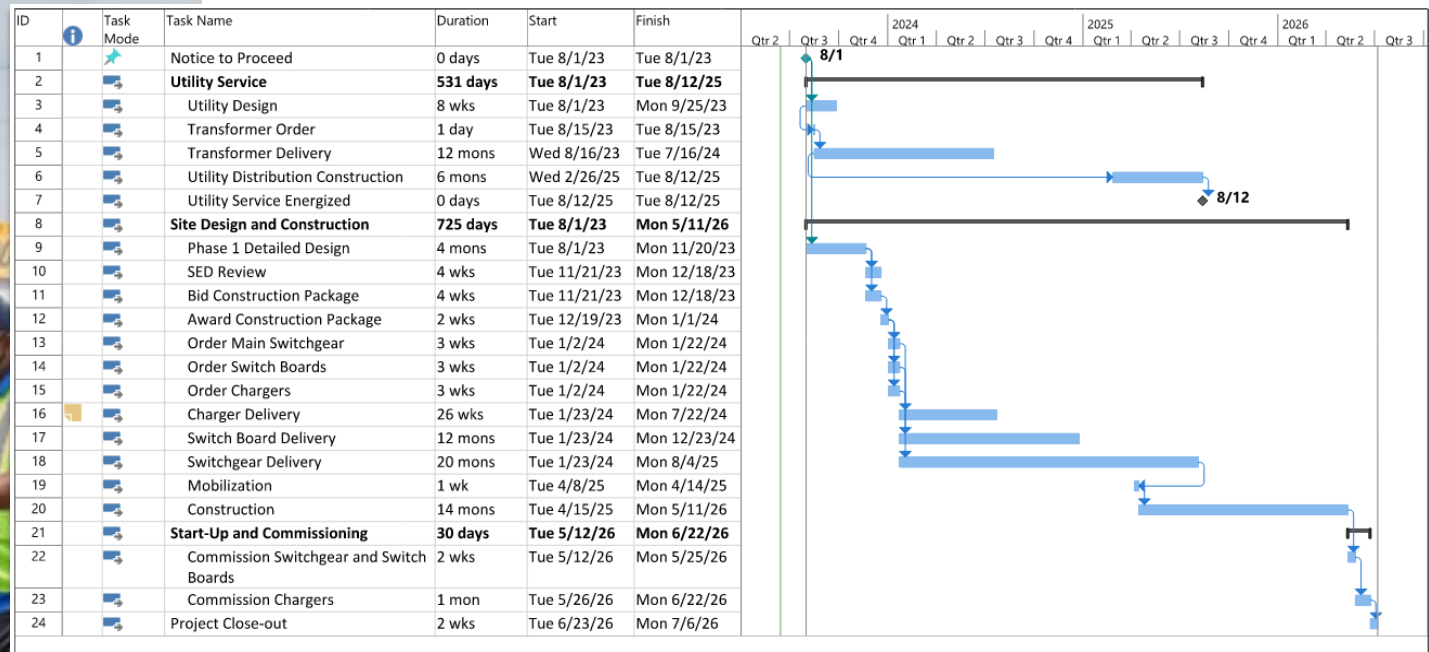 ID Task Mode Task Name Duration Start Finish
2024 2025 2026
Qtr 2 Qtr 3 Qtr 4 Qtr 1 Qtr 2 Qtr 3 Qtr 4 Qtr 1 Qtr 2 Qtr 3 Qtr 4 Qtr 1 Qtr 2 Qtr 3
1 Notice to Proceed 0 days Tue 8/1/23 Tue 8/1/23 8/1
2 Utility Service 531 days Tue 8/1/23 Tue 8/12/25
3 Utility Design 8 wks Tue 8/1/23 Mon 9/25/23
4 Transformer Order 1 day Tue 8/15/23 Tue 8/15/23
5 Transformer Delivery 12 mons Wed 8/16/23 Tue 7/16/24
6 Utility Distribution Construction 6 mons Wed 2/26/25 Tue 8/12/25
7 Utility Service Energized 0 days Tue 8/12/25 Tue 8/12/25 8/12
8 Site Design and Construction 725 days Tue 8/1/23 Mon 5/11/26
9 Phase 1 Detailed Design 4 mons Tue 8/1/23 Mon 11/20/23
10 SED Review 4 wks Tue 11/21/23 Mon 12/18/23
11 Bid Construction Package 4 wks Tue 11/21/23 Mon 12/18/23
12 Award Construction Package 2 wks Tue 12/19/23 Mon 1/1/24
13 Order Main Switchgear 3 wks Tue 1/2/24 Mon 1/22/24
14 Order Switch Boards 3 wks Tue 1/2/24 Mon 1/22/24
15 Order Chargers 3 wks Tue 1/2/24 Mon 1/22/24
16 Charger Delivery 26 wks Tue 1/23/24 Mon 7/22/24
17 Switch Board Delivery 12 mons Tue 1/23/24 Mon 12/23/24
18 Switchgear Delivery 20 mons Tue 1/23/24 Mon 8/4/25
19 Mobilization 1 wk Tue 4/8/25 Mon 4/14/25
20 Construction 14 mons Tue 4/15/25 Mon 5/11/26
21 Start-Up and Commissioning 30 days Tue 5/12/26 Mon 6/22/26
22 Commission Switchgear and Switch 2 wks Tue 5/12/26 Mon 5/25/26
Boards
23 Commission Chargers 1 mon Tue 5/26/26 Mon 6/22/26
24 Project Close-out 2 wks Tue 6/23/26 Mon 7/6/26